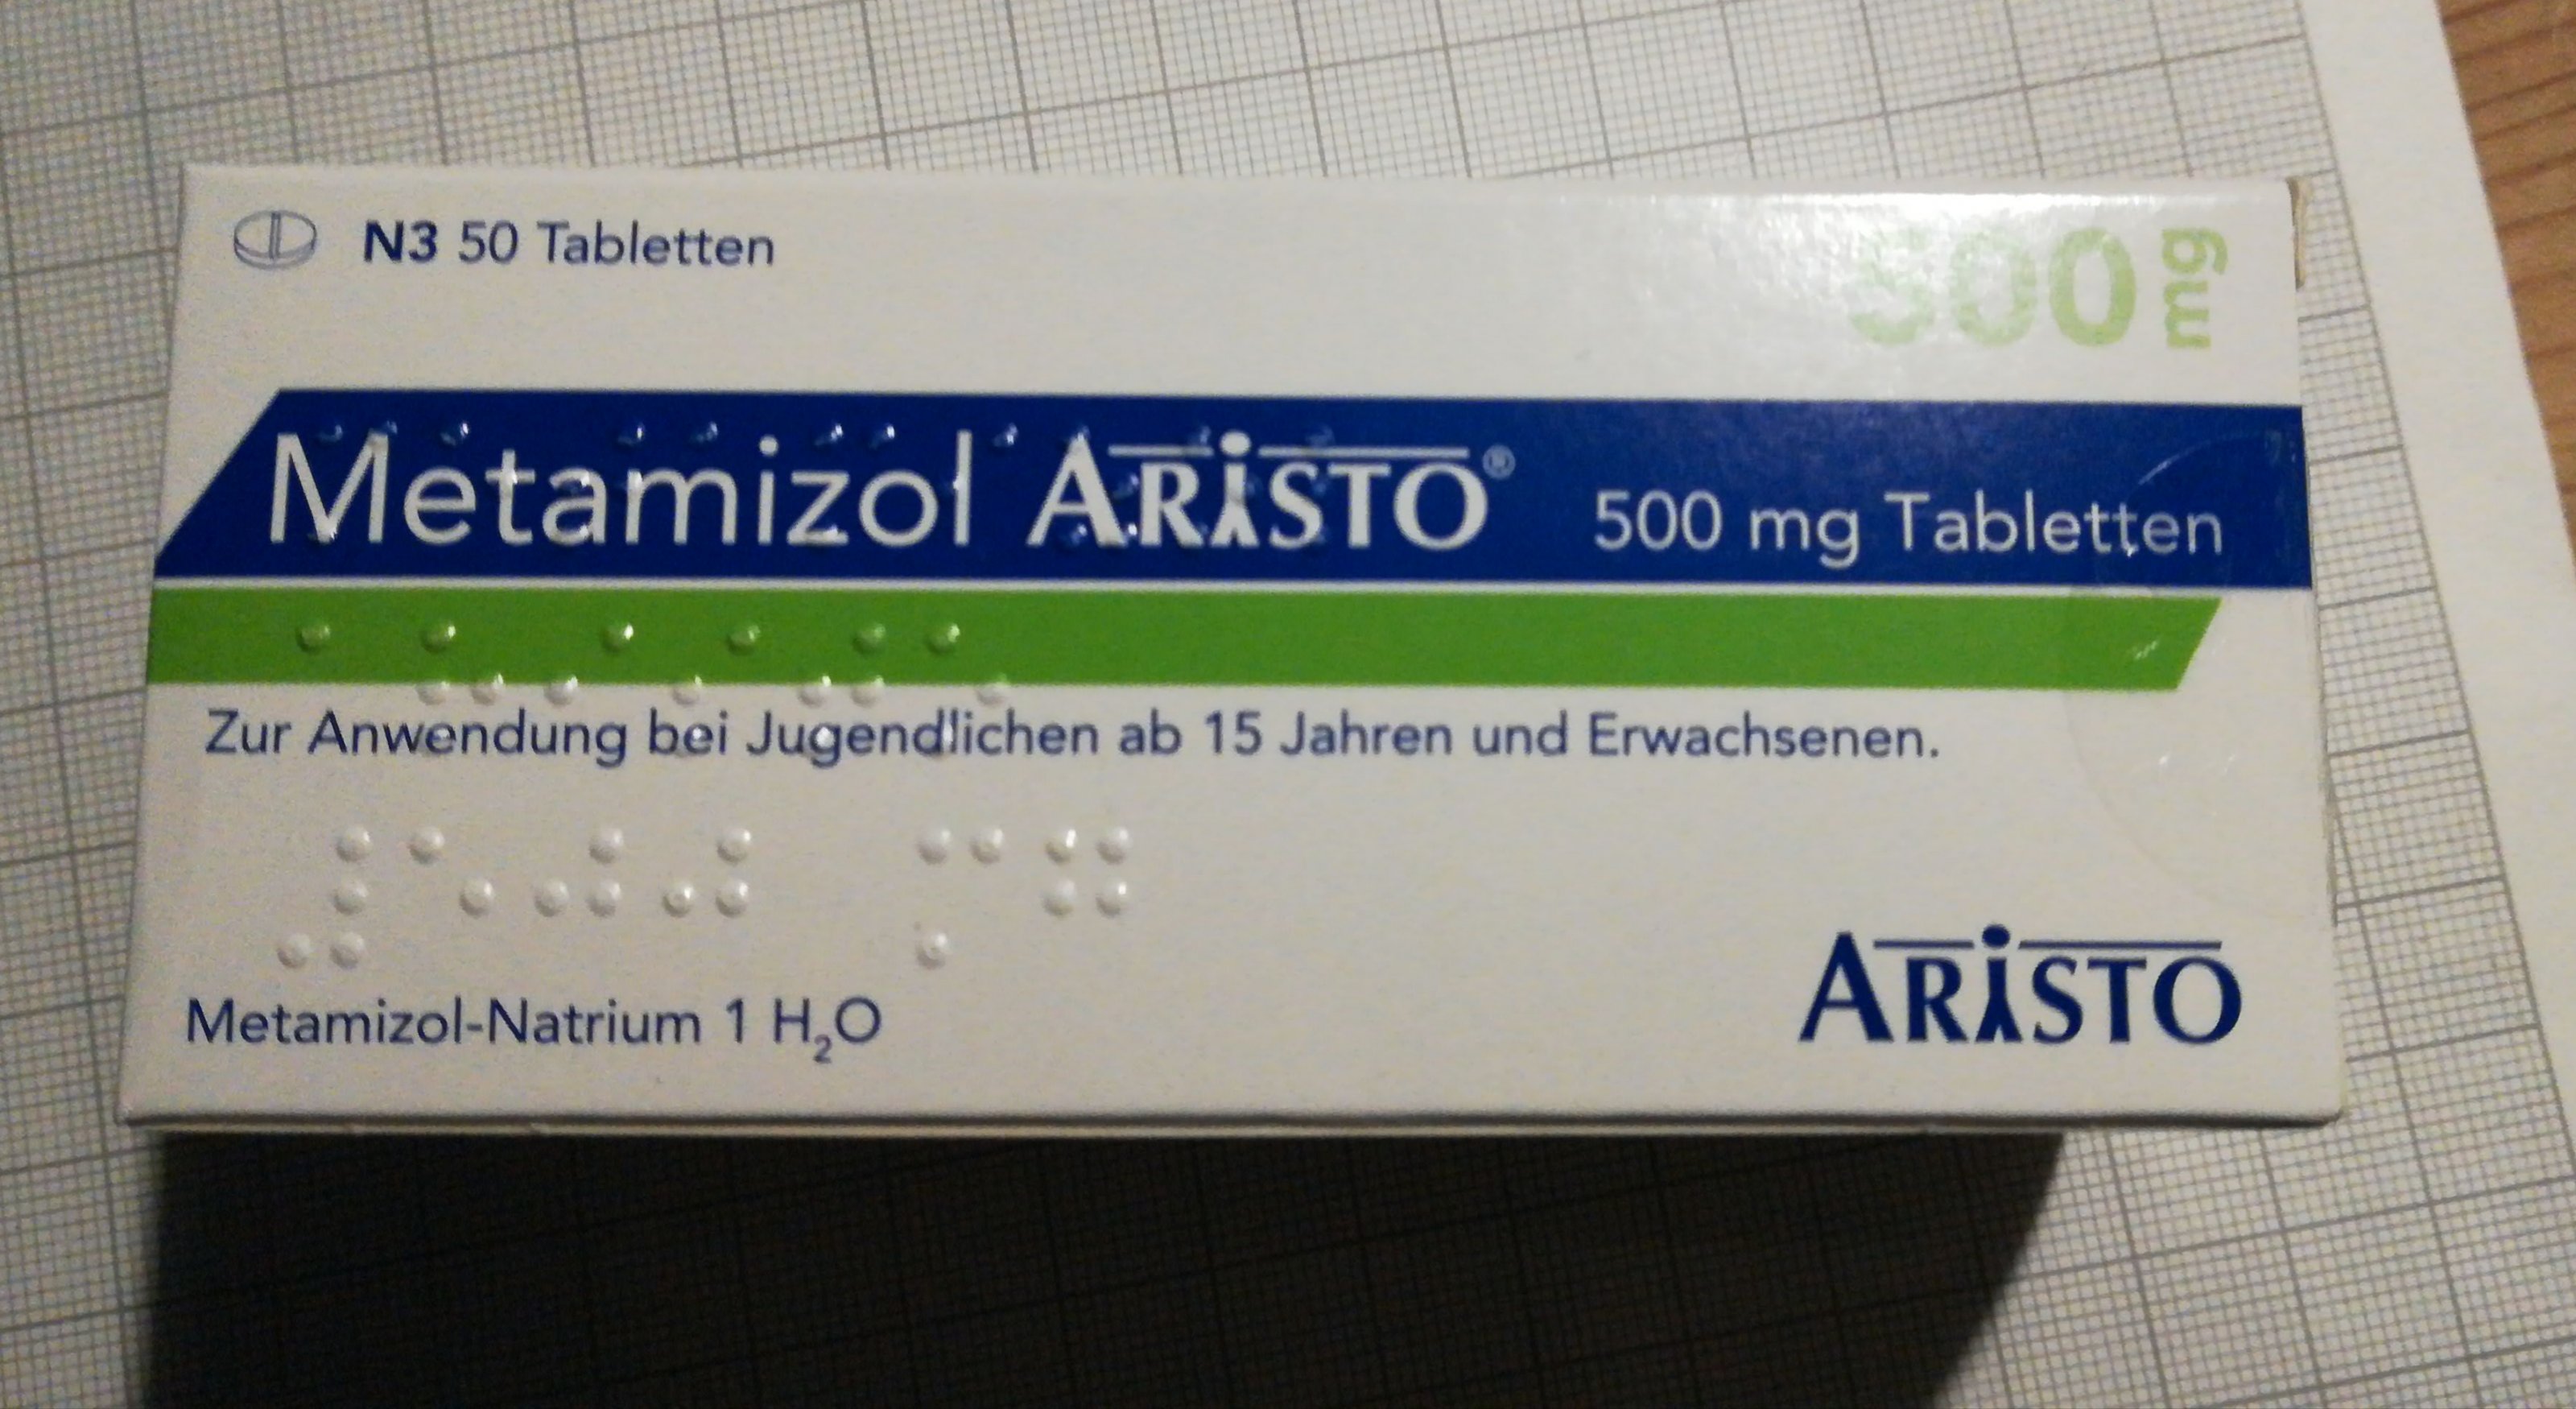 N3 50 Tabletten
500 mg
Metamizol ARiSTO® 500 mg Tabletten
Zur Anwendung bei Jugendlichen ab 15 Jahren und Erwachsenen.
Metamizol-Natrium 1 H₂O
ARiSTO